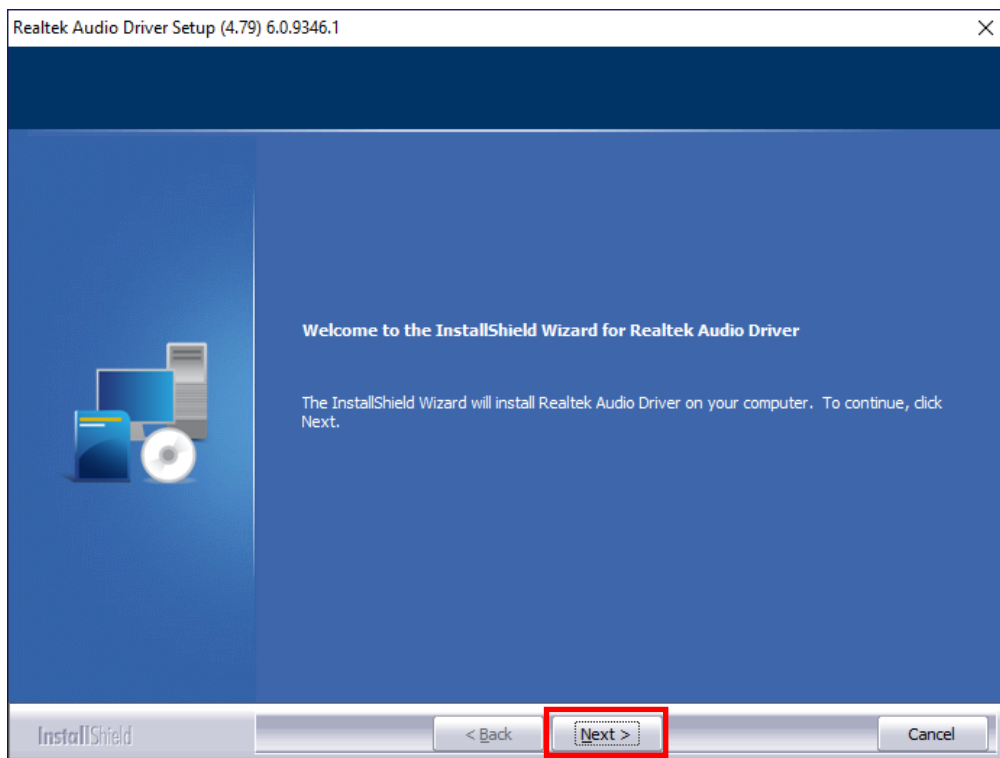 Realtek Audio Driver Setup (4.79) 6.0.9346.1
Welcome to the InstallShield Wizard for Realtek Audio Driver
The InstallShield Wizard will install Realtek Audio Driver on your computer. To continue, click
Next.
InstallShield
< Back
Next >
Cancel